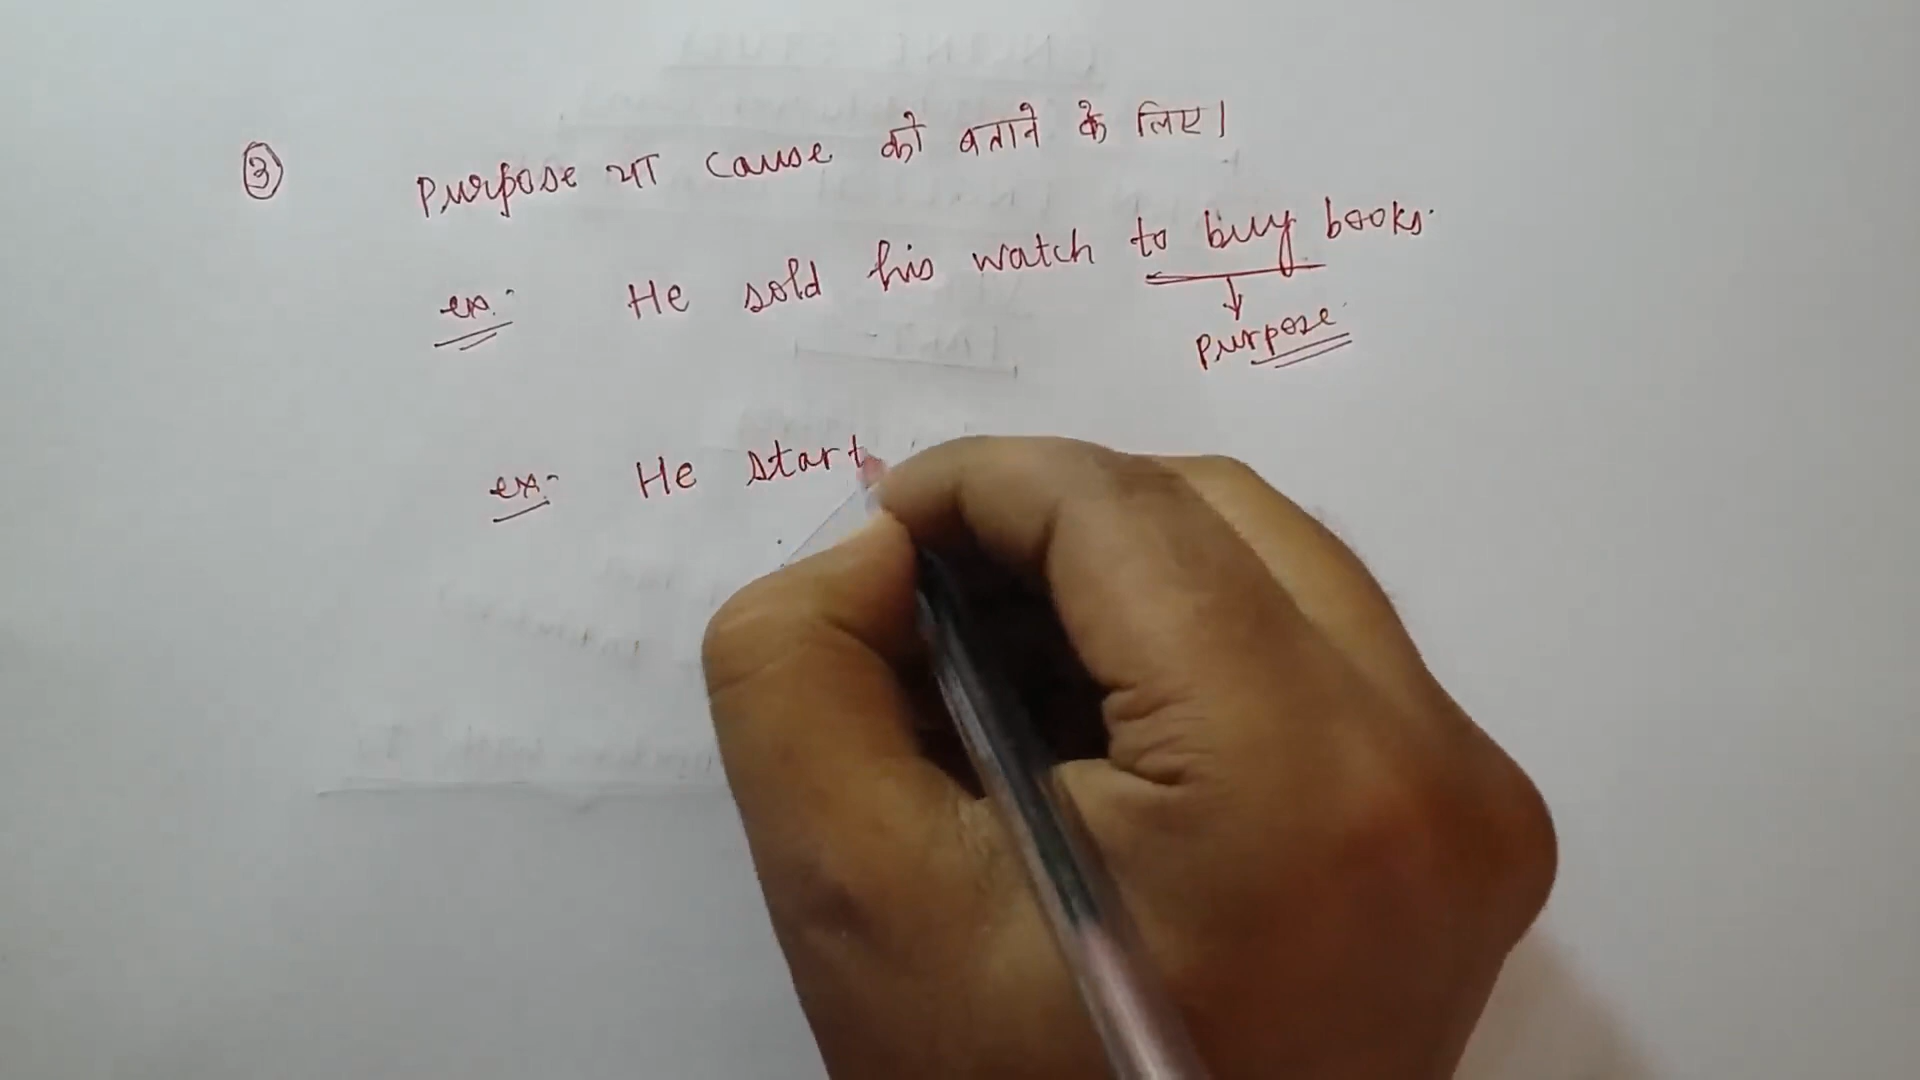 ③ Purpose या cause को बताने के लिए।
ex:- He sold his watch to buy books.
Purpose
ex:- He start